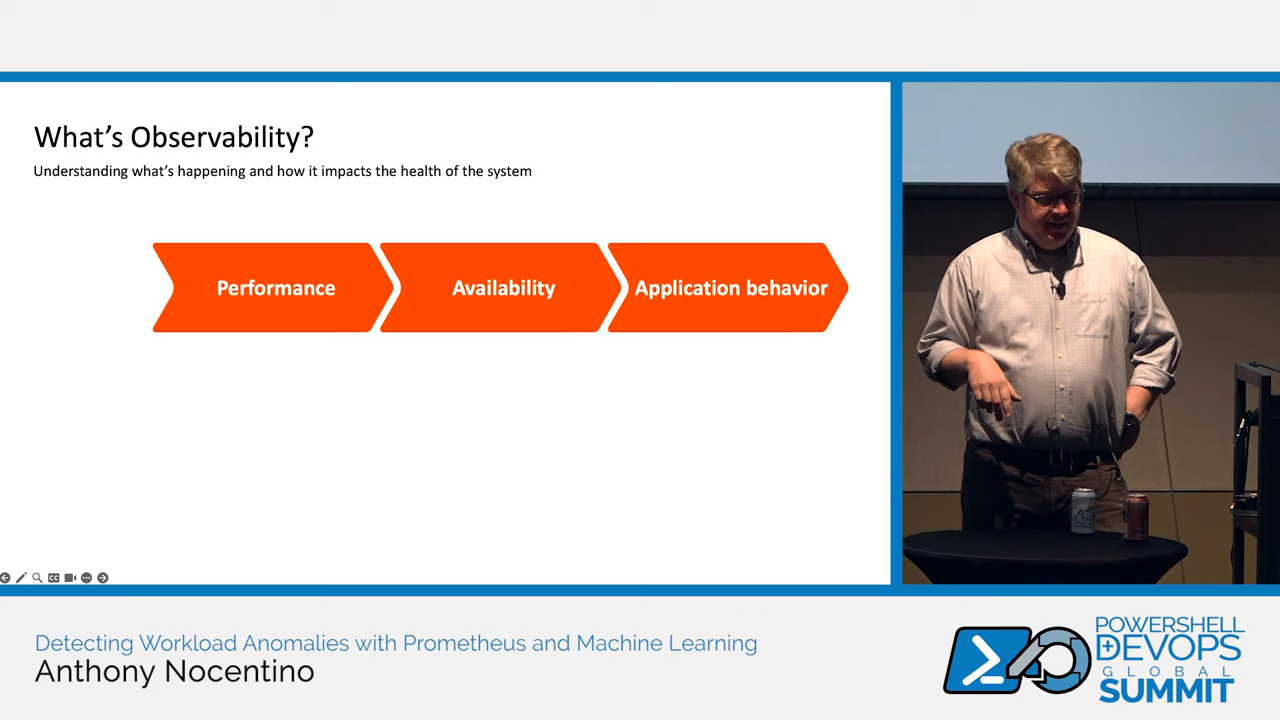 What's Observability?
Understanding what's happening and how it impacts the health of the system
Performance
Availability
Application behavior
Detecting Workload Anomalies with Prometheus and Machine Learning
Anthony Nocentino
POWERSHELL
DEVOPS
GLOBAL
SUMMIT